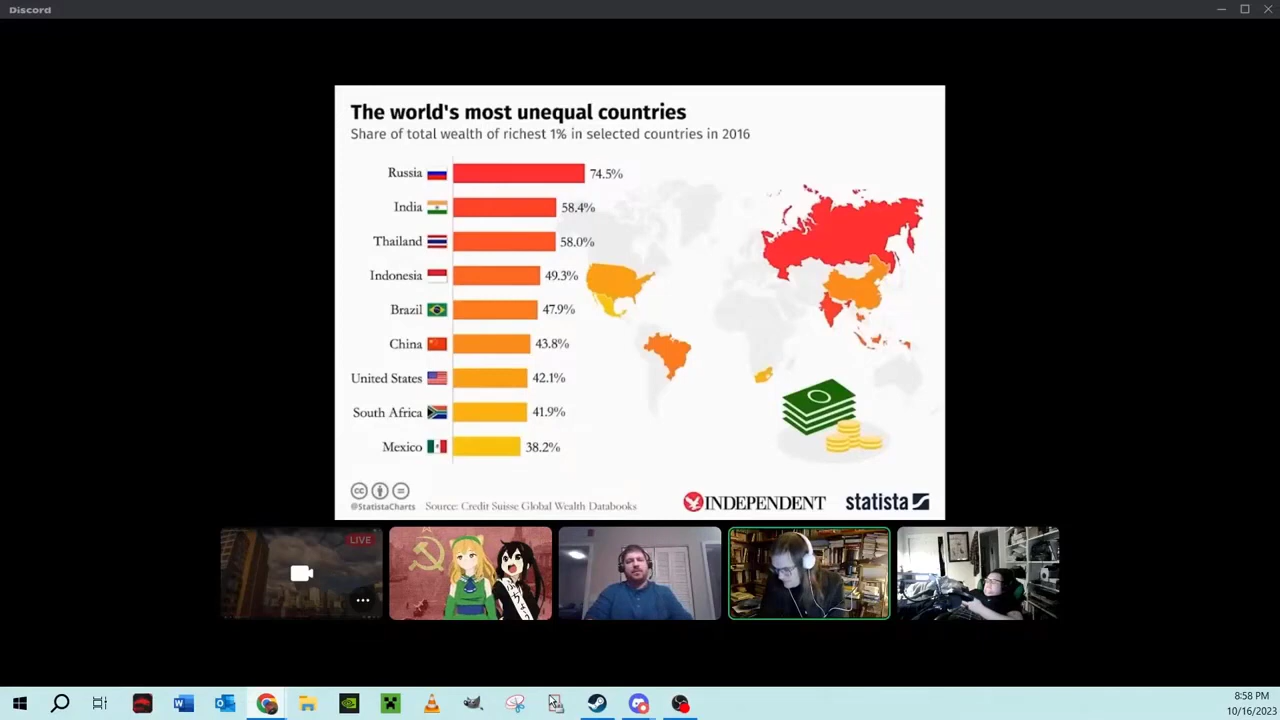 Discord
The world's most unequal countries
Share of total wealth of richest 1% in selected countries in 2016
Russia 74.5%
India 58.4%
Thailand 58.0%
Indonesia 49.3%
Brazil 47.9%
China 43.8%
United States 42.1%
South Africa 41.9%
Mexico 38.2%
@StatistaCharts Source: Credit Suisse Global Wealth Databooks
INDEPENDENT statista
LIVE
8:58 PM
10/16/2023